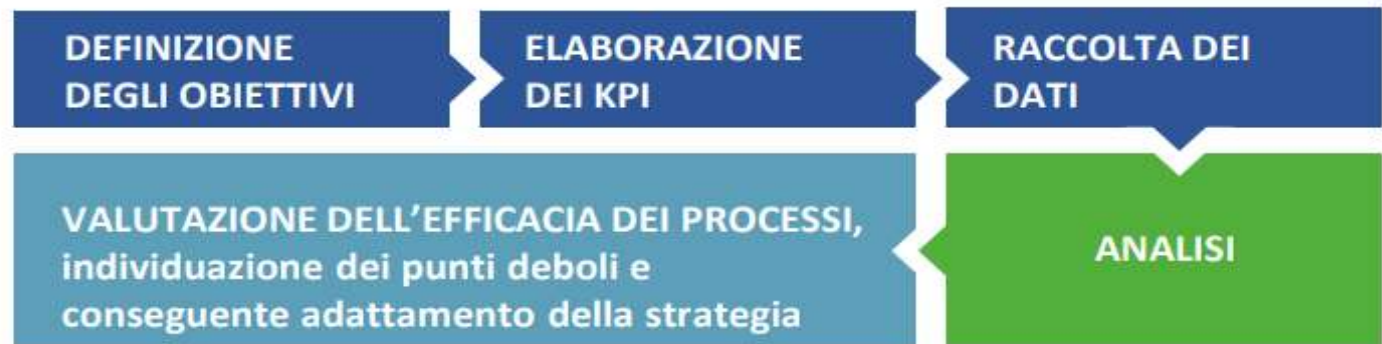 DEFINIZIONE
DEGLI OBIETTIVI
ELABORAZIONE
DEI KPI
RACCOLTA DEI
DATI
ANALISI
VALUTAZIONE DELL’EFFICACIA DEI PROCESSI,
individuazione dei punti deboli e
conseguente adattamento della strategia